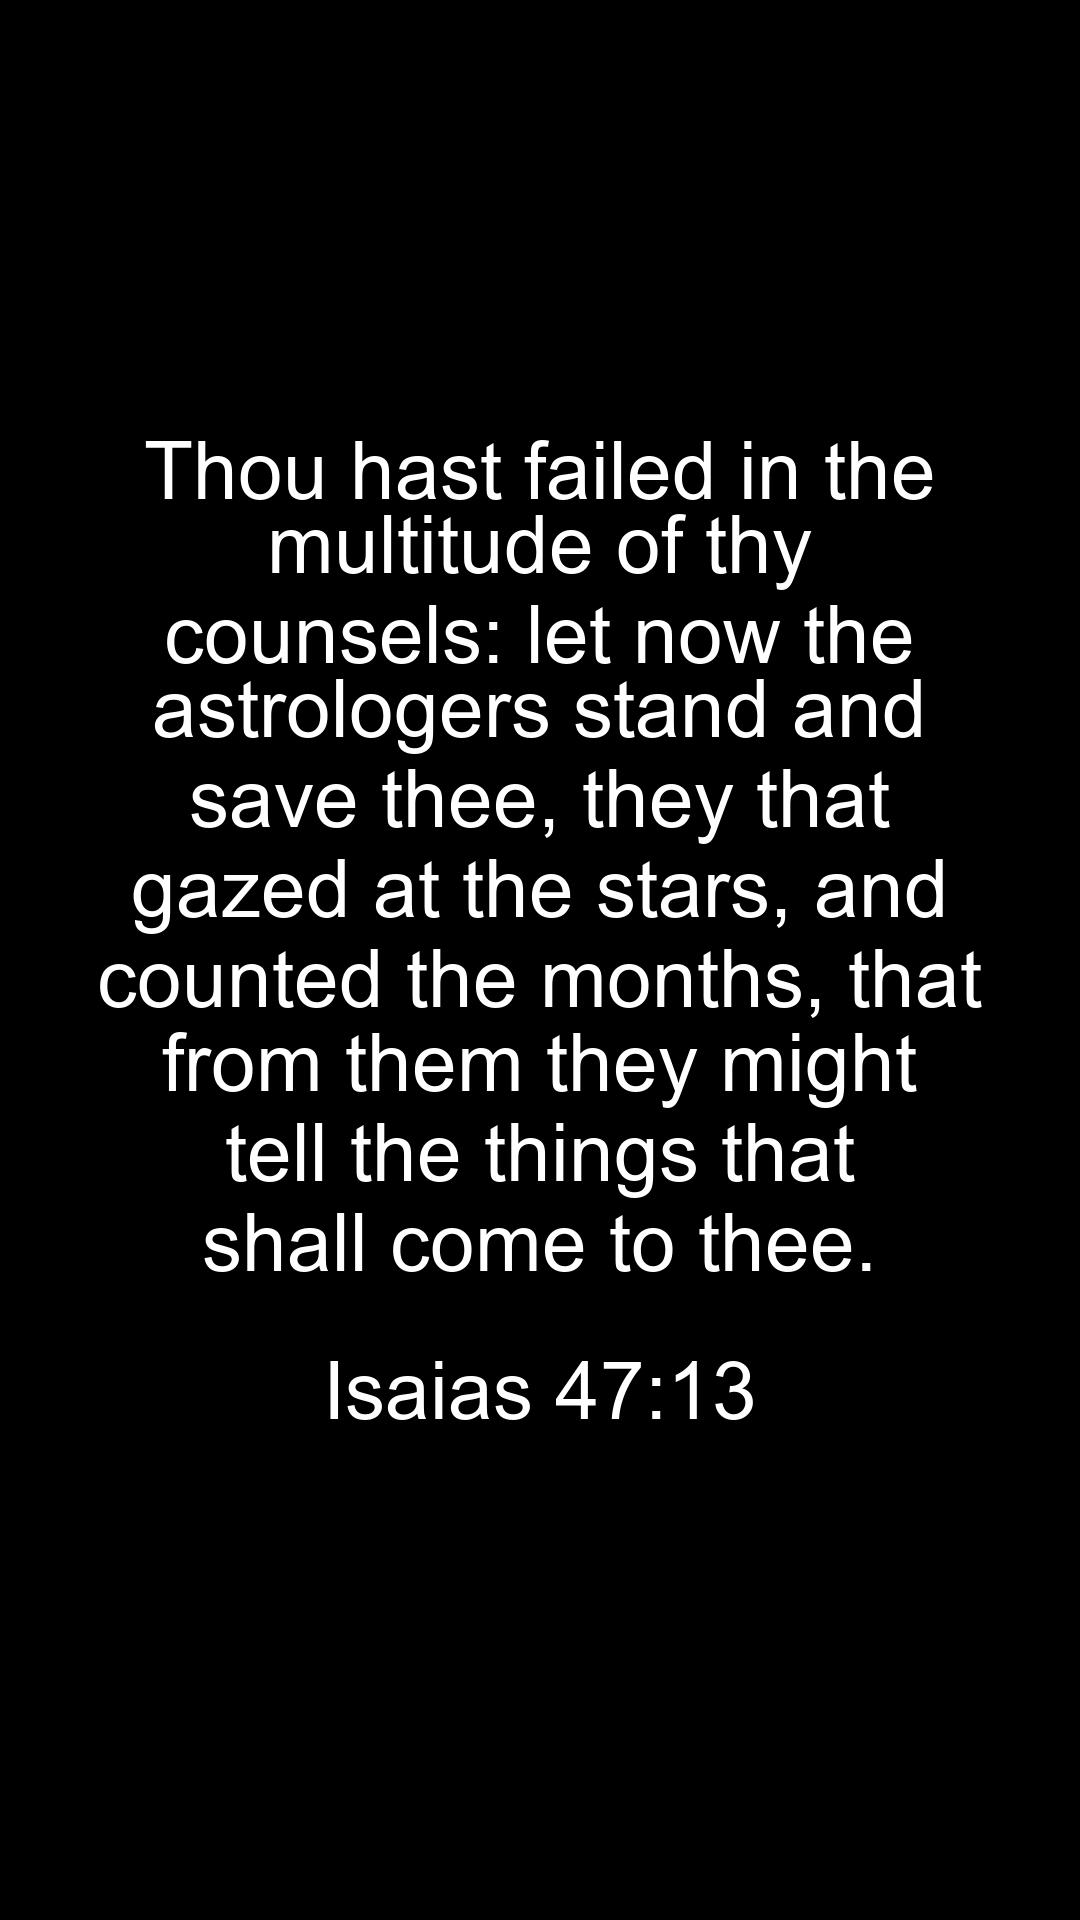 Thou hast failed in the
multitude of thy
counsels: let now the
astrologers stand and
save thee, they that
gazed at the stars, and
counted the months, that
from them they might
tell the things that
shall come to thee.
Isaias 47:13